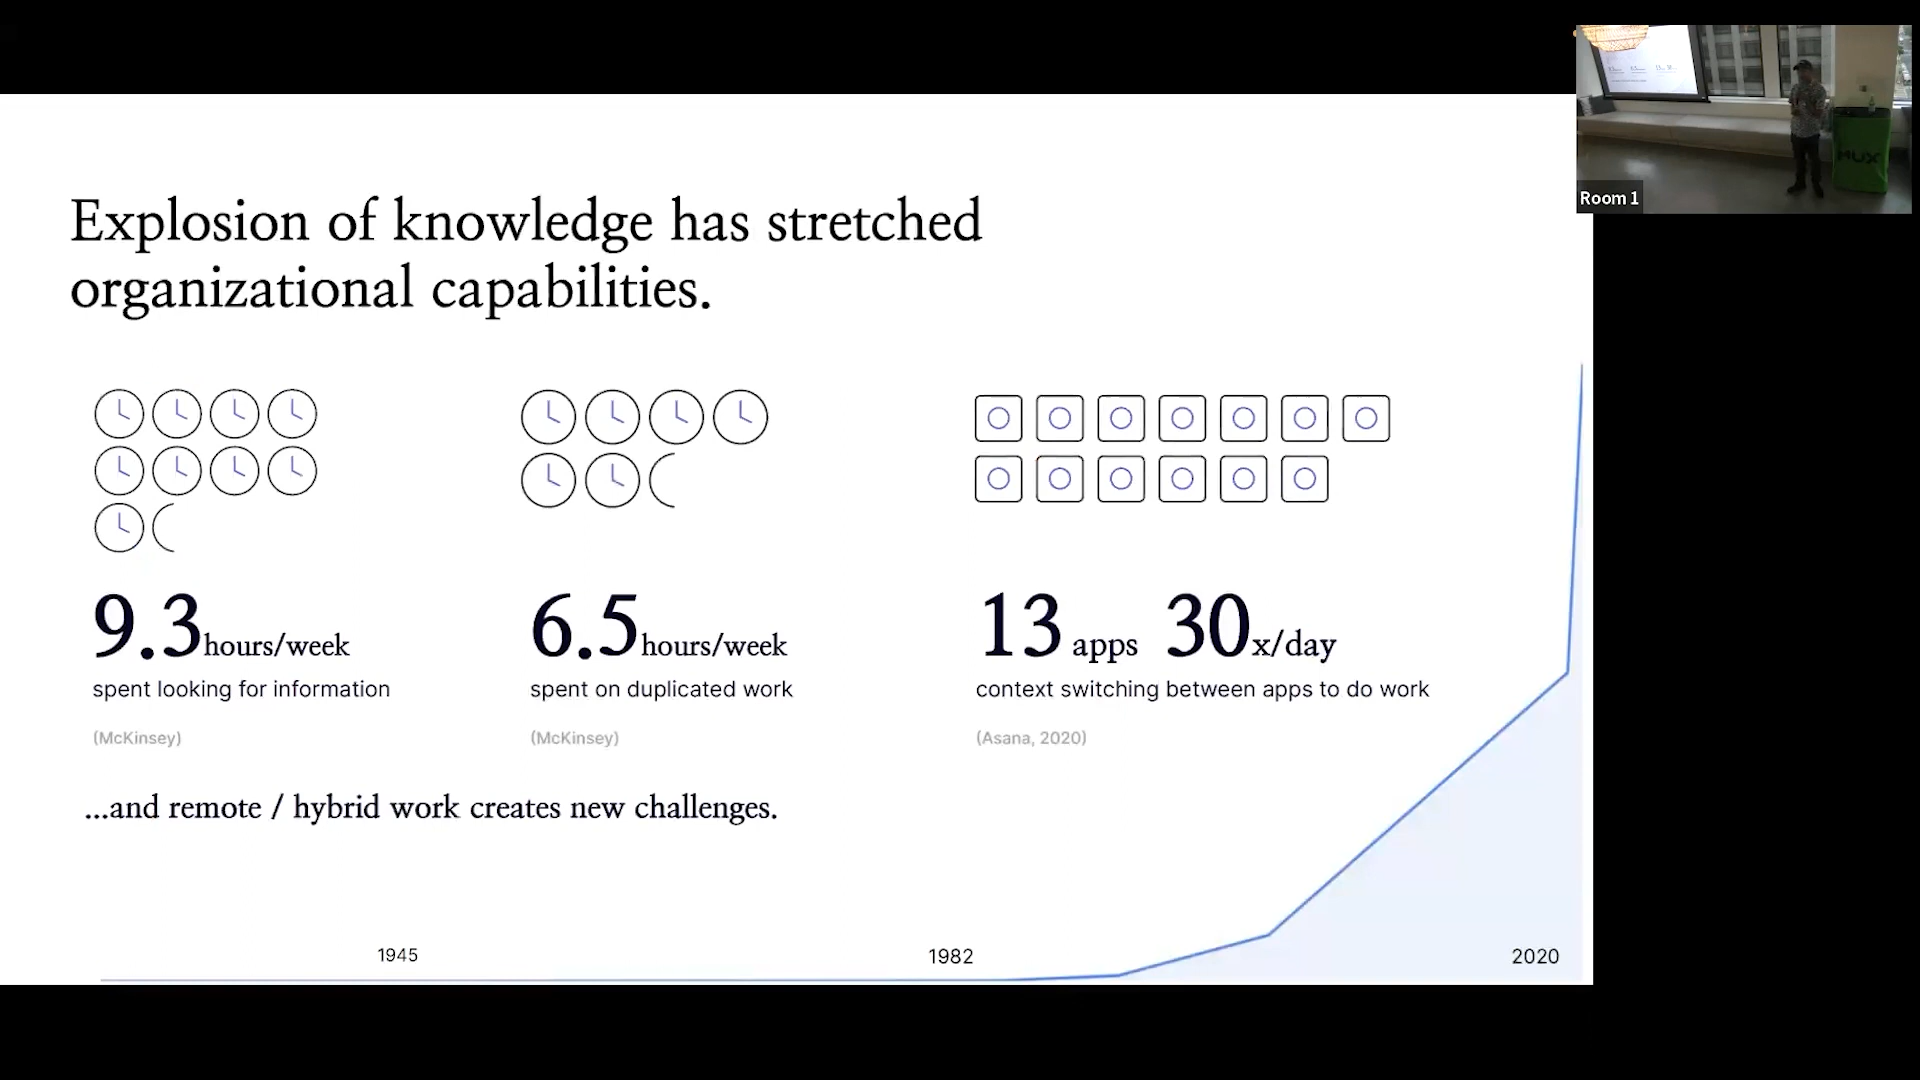 Explosion of knowledge has stretched
organizational capabilities.
9.3 hours/week
spent looking for information
(McKinsey)
6.5 hours/week
spent on duplicated work
(McKinsey)
13 apps 30x/day
context switching between apps to do work
(Asana, 2020)
...and remote / hybrid work creates new challenges.
1945
1982
2020
Room 1
MUX